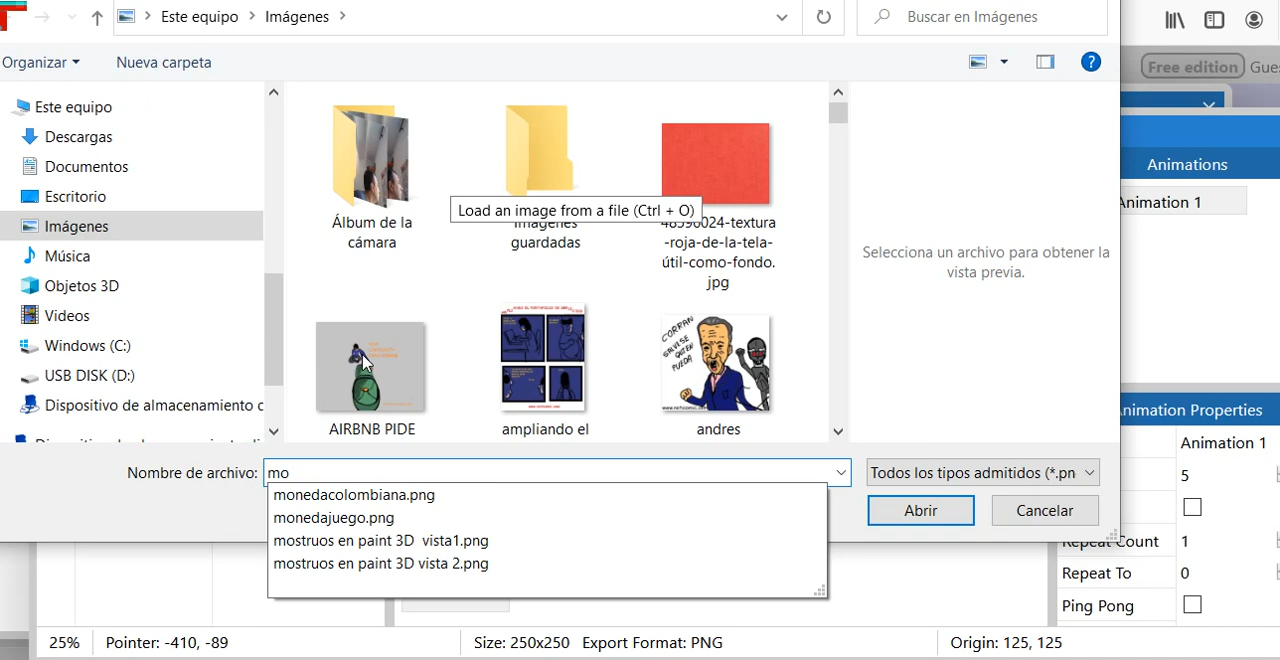 Este equipo
Imágenes
Buscar en Imágenes
Organizar
Nueva carpeta
?
Free edition
Gues
Este equipo
Descargas
Documentos
Escritorio
Imágenes
Música
Objetos 3D
Videos
Windows (C:)
USB DISK (D:)
Dispositivo de almacenamiento c
Álbum de la
cámara
Load an image from a file (Ctrl + O)
Imágenes
guardadas
48590024-textura
-roja-de-la-tela-
útil-como-fondo.
jpg
AIRBNB PIDE
ampliando el
CORRAN
SALVESE
QUIEN
PUEDA
andres
Selecciona un archivo para obtener la
vista previa.
Animations
Animation 1
Animation Properties
Animation 1
5
Repeat Count
1
Repeat To
0
Ping Pong
Nombre de archivo:
mo
Todos los tipos admitidos (*.pn
Abrir
Cancelar
monedacolombiana.png
monedajuego.png
mostruos en paint 3D  vista1.png
mostruos en paint 3D vista 2.png
25%
Pointer: -410, -89
Size: 250x250
Export Format: PNG
Origin: 125, 125